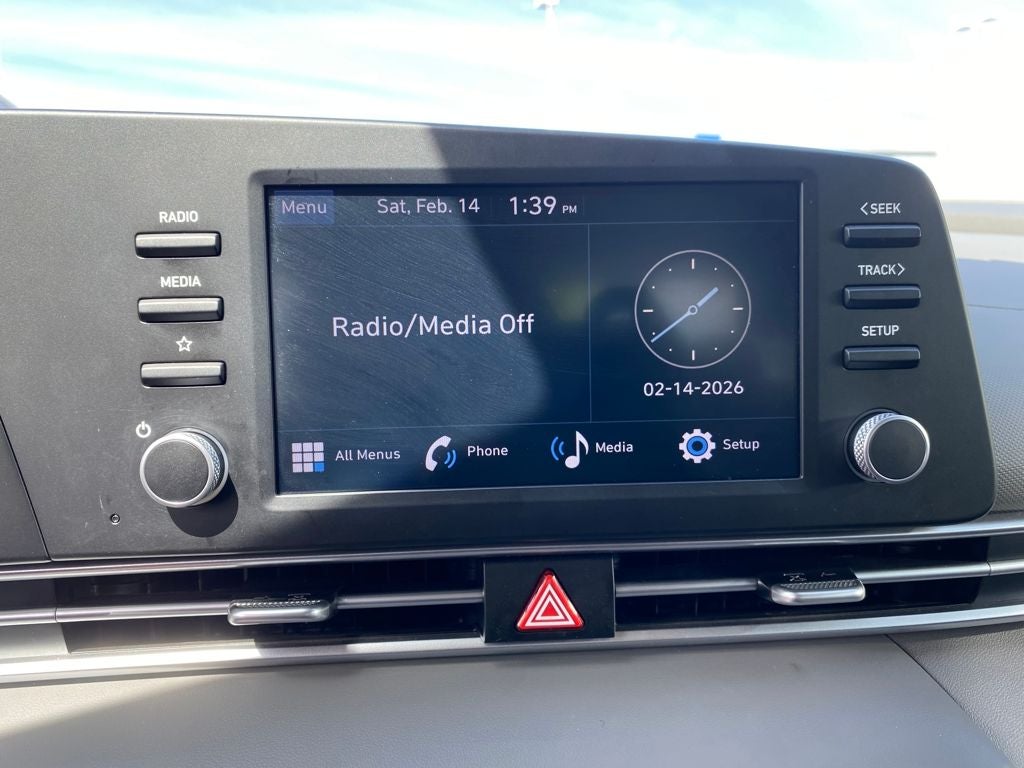 RADIO
MEDIA
Menu
Sat, Feb. 14
1:39 PM
Radio/Media Off
02-14-2026
All Menus
Phone
Media
Setup
<SEEK
TRACK>
SETUP